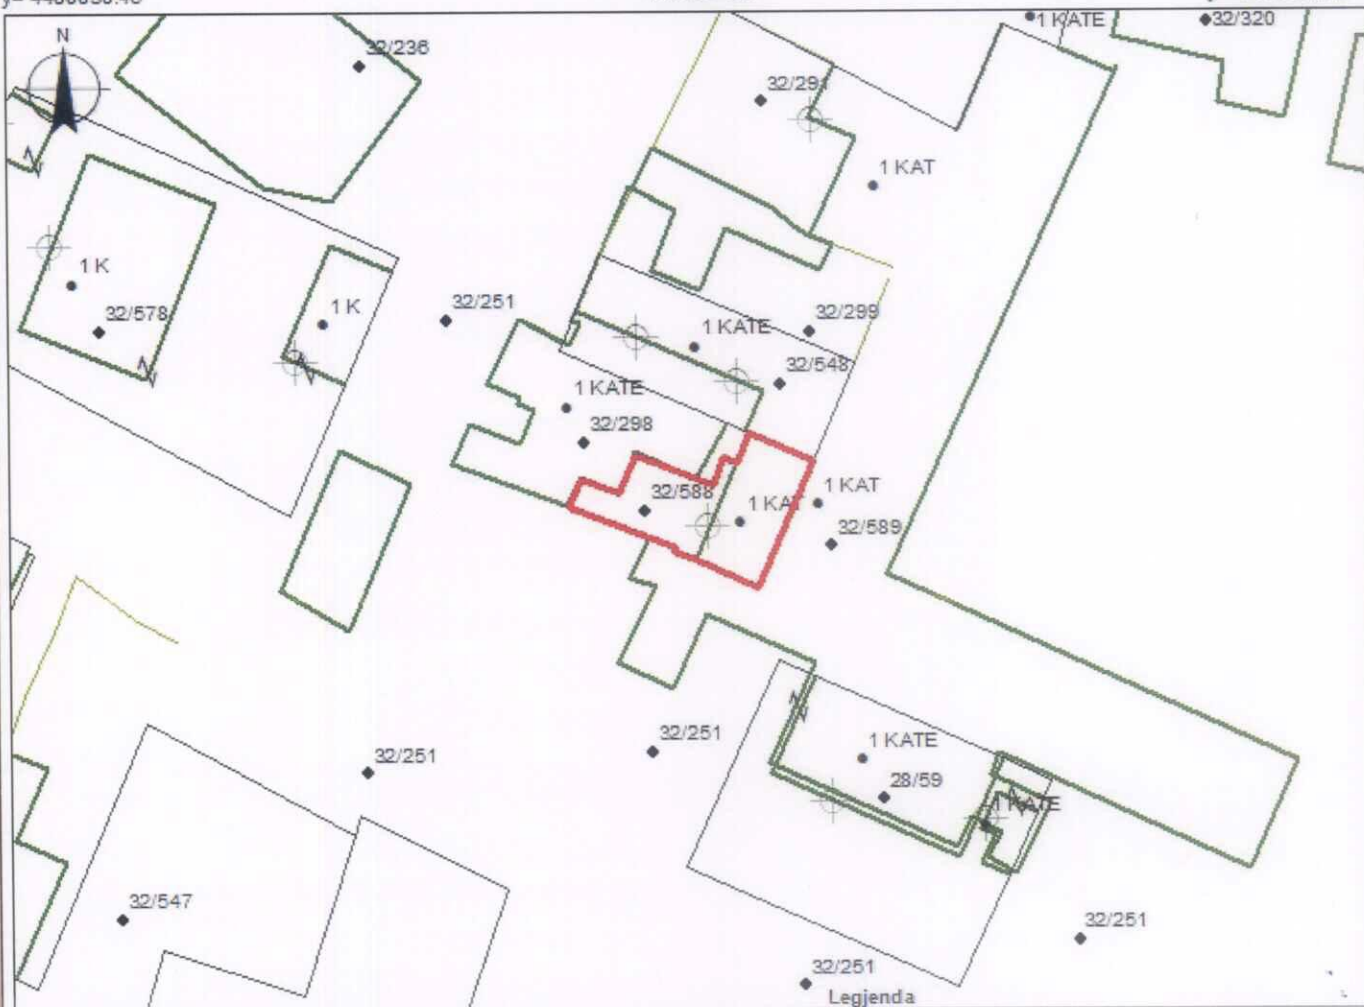 1 KATE
32/320
N
32/236
32/291
1 KAT
1 K
32/578
1 K
32/251
1 KATE
32/299
32/548
1 KATE
32/298
32/588
1 KAT
1 KAT
32/589
32/251
32/251
1 KATE
28/59
1 KATE
32/547
32/251
32/251
Legjenda